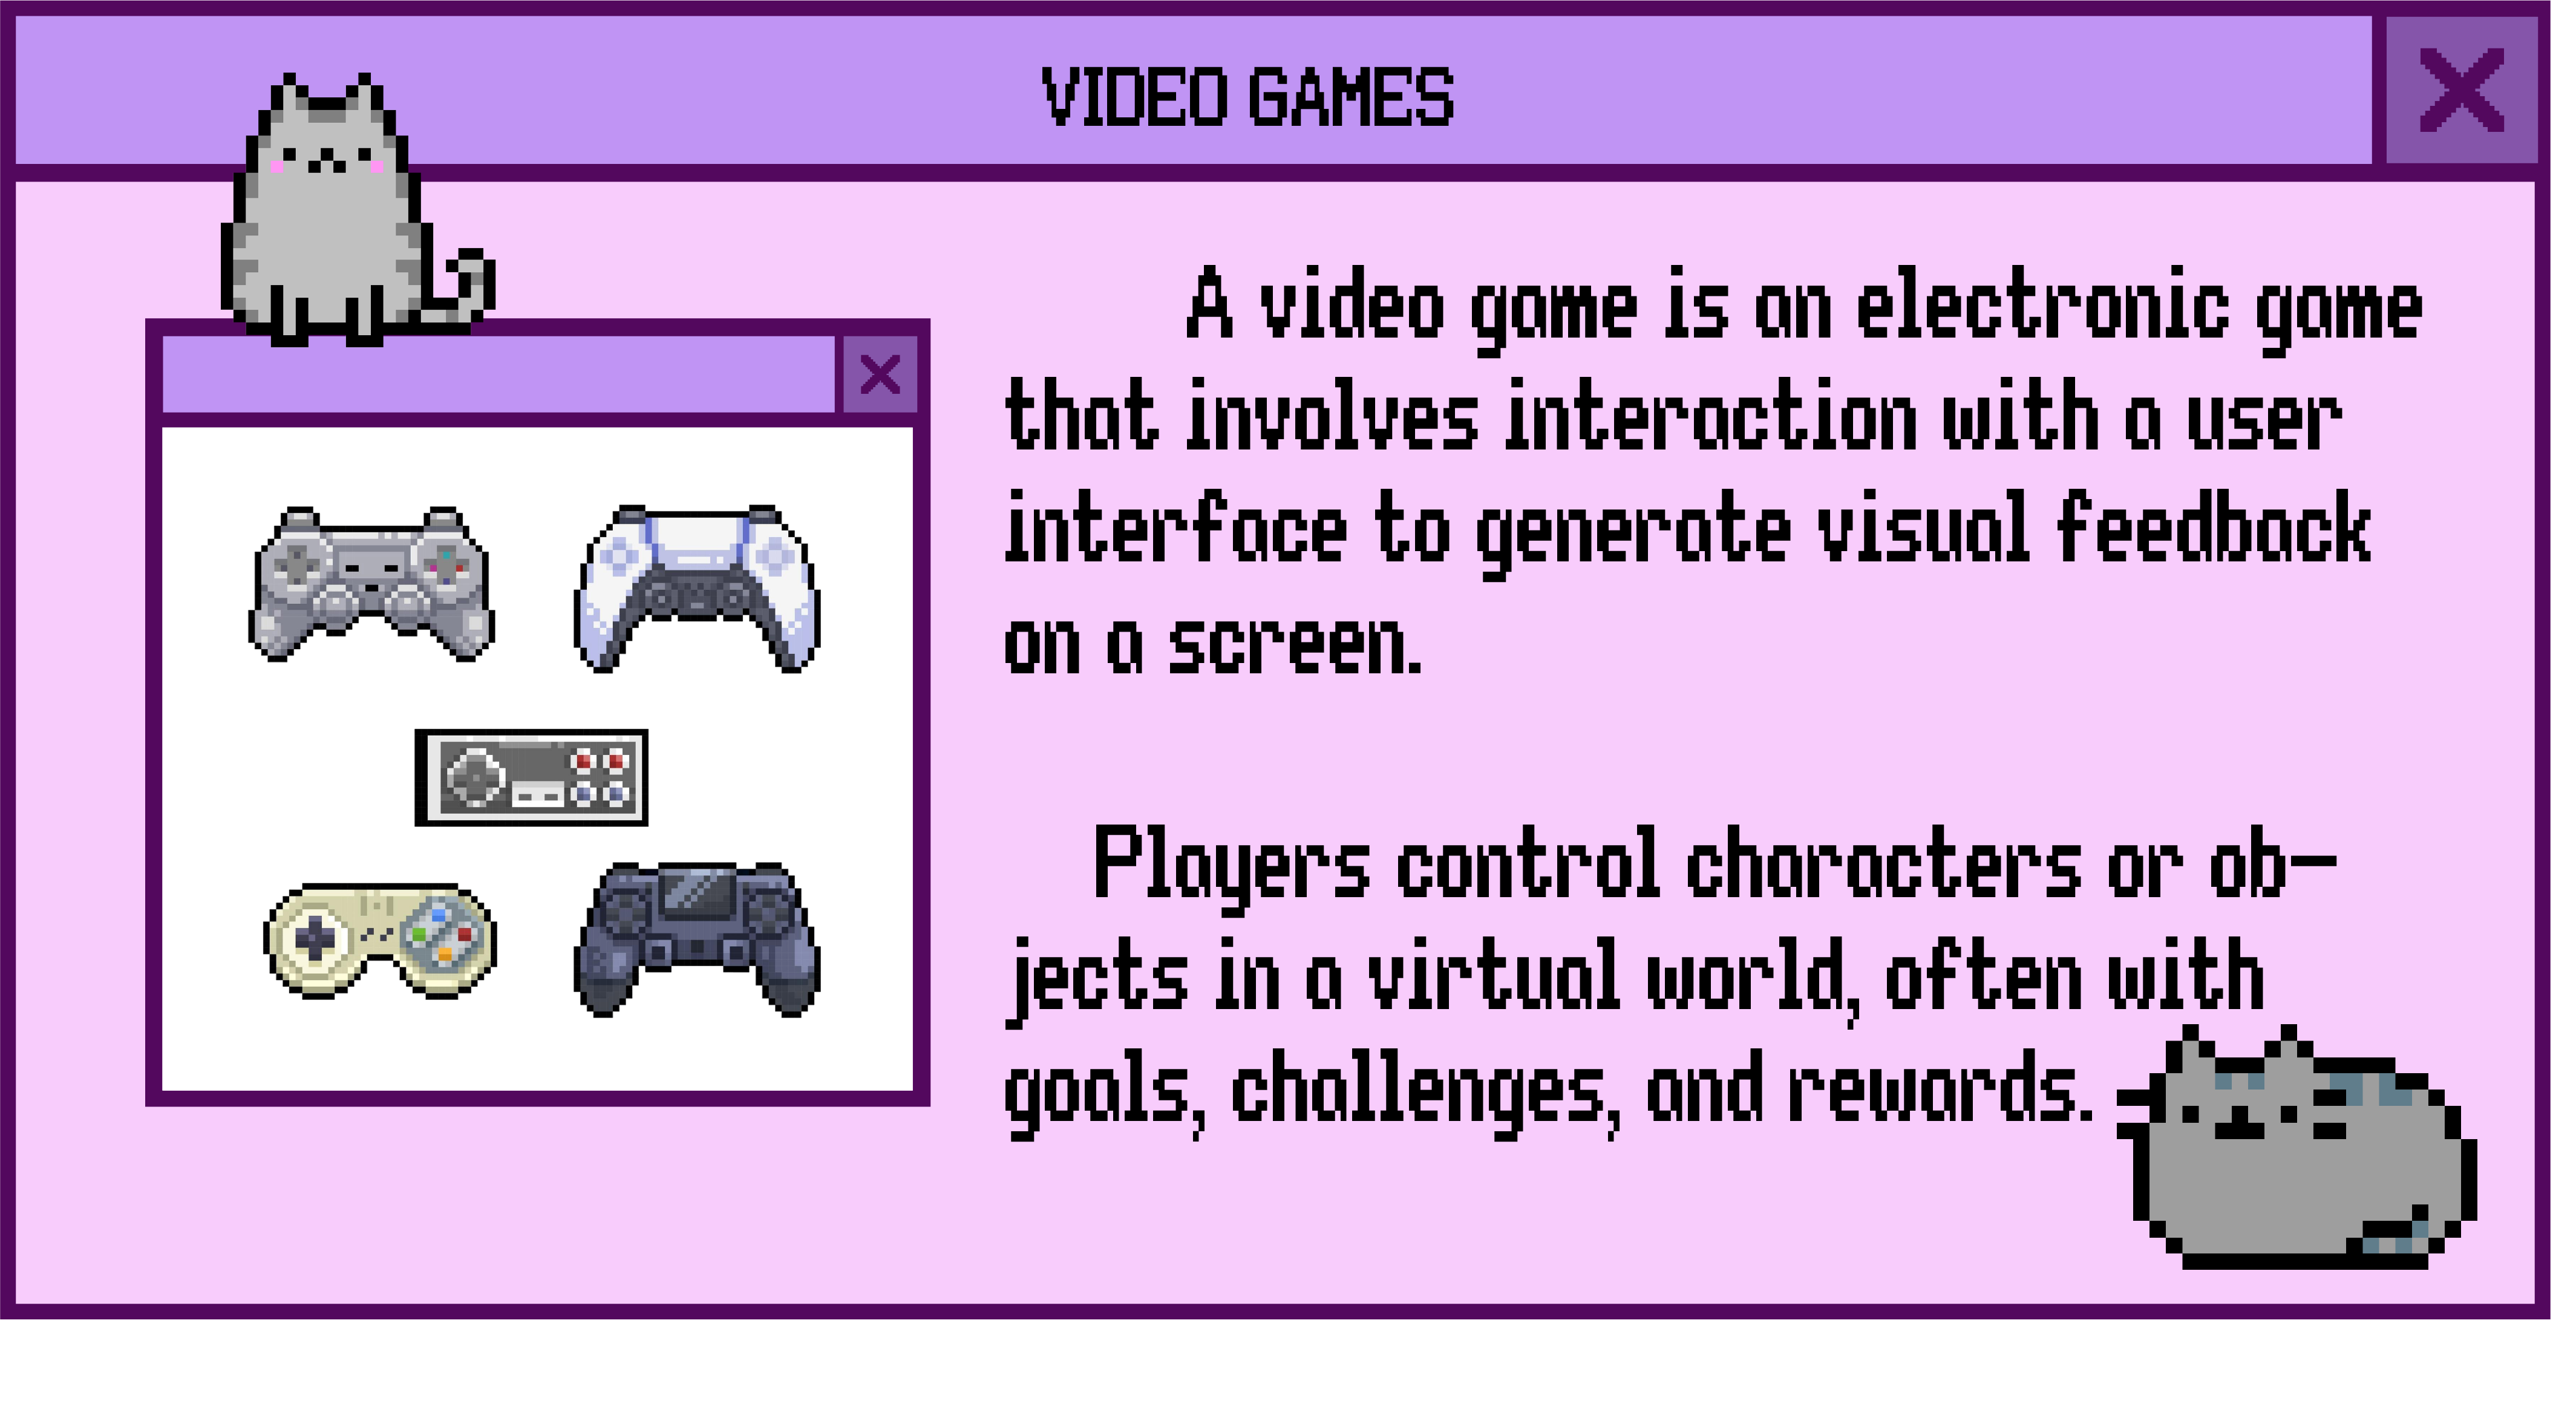 VIDEO GAMES
A video game is an electronic game
that involves interaction with a user
interface to generate visual feedback
on a screen.
Players control characters or ob-
jects in a virtual world, often with
goals, challenges, and rewards.